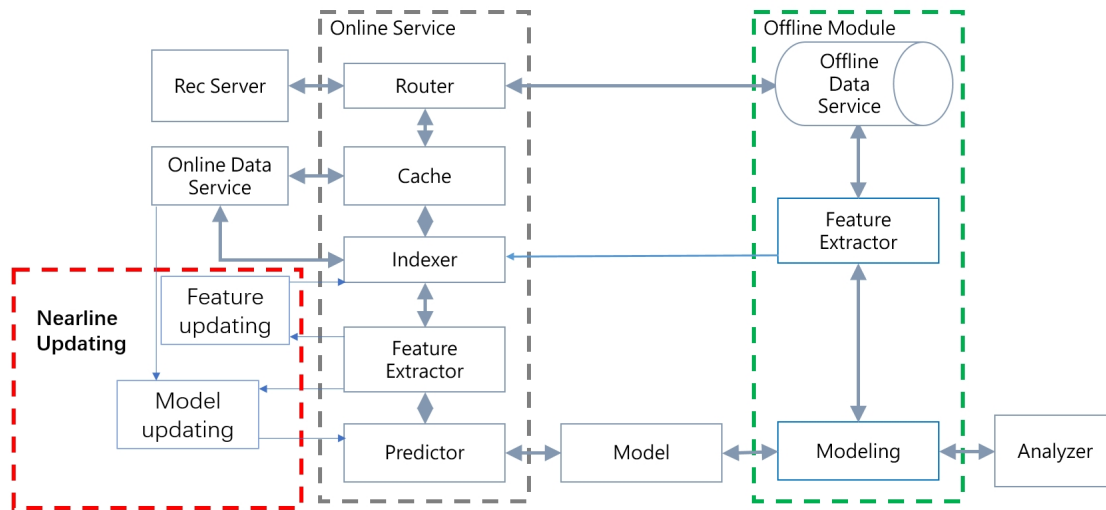 Online Service
Offline Module
Rec Server
Router
Offline
Data
Service
Online Data
Service
Cache
Feature
Extractor
Indexer
Nearline
Updating
Feature
updating
Feature
Extractor
Model
updating
Predictor
Model
Modeling
Analyzer